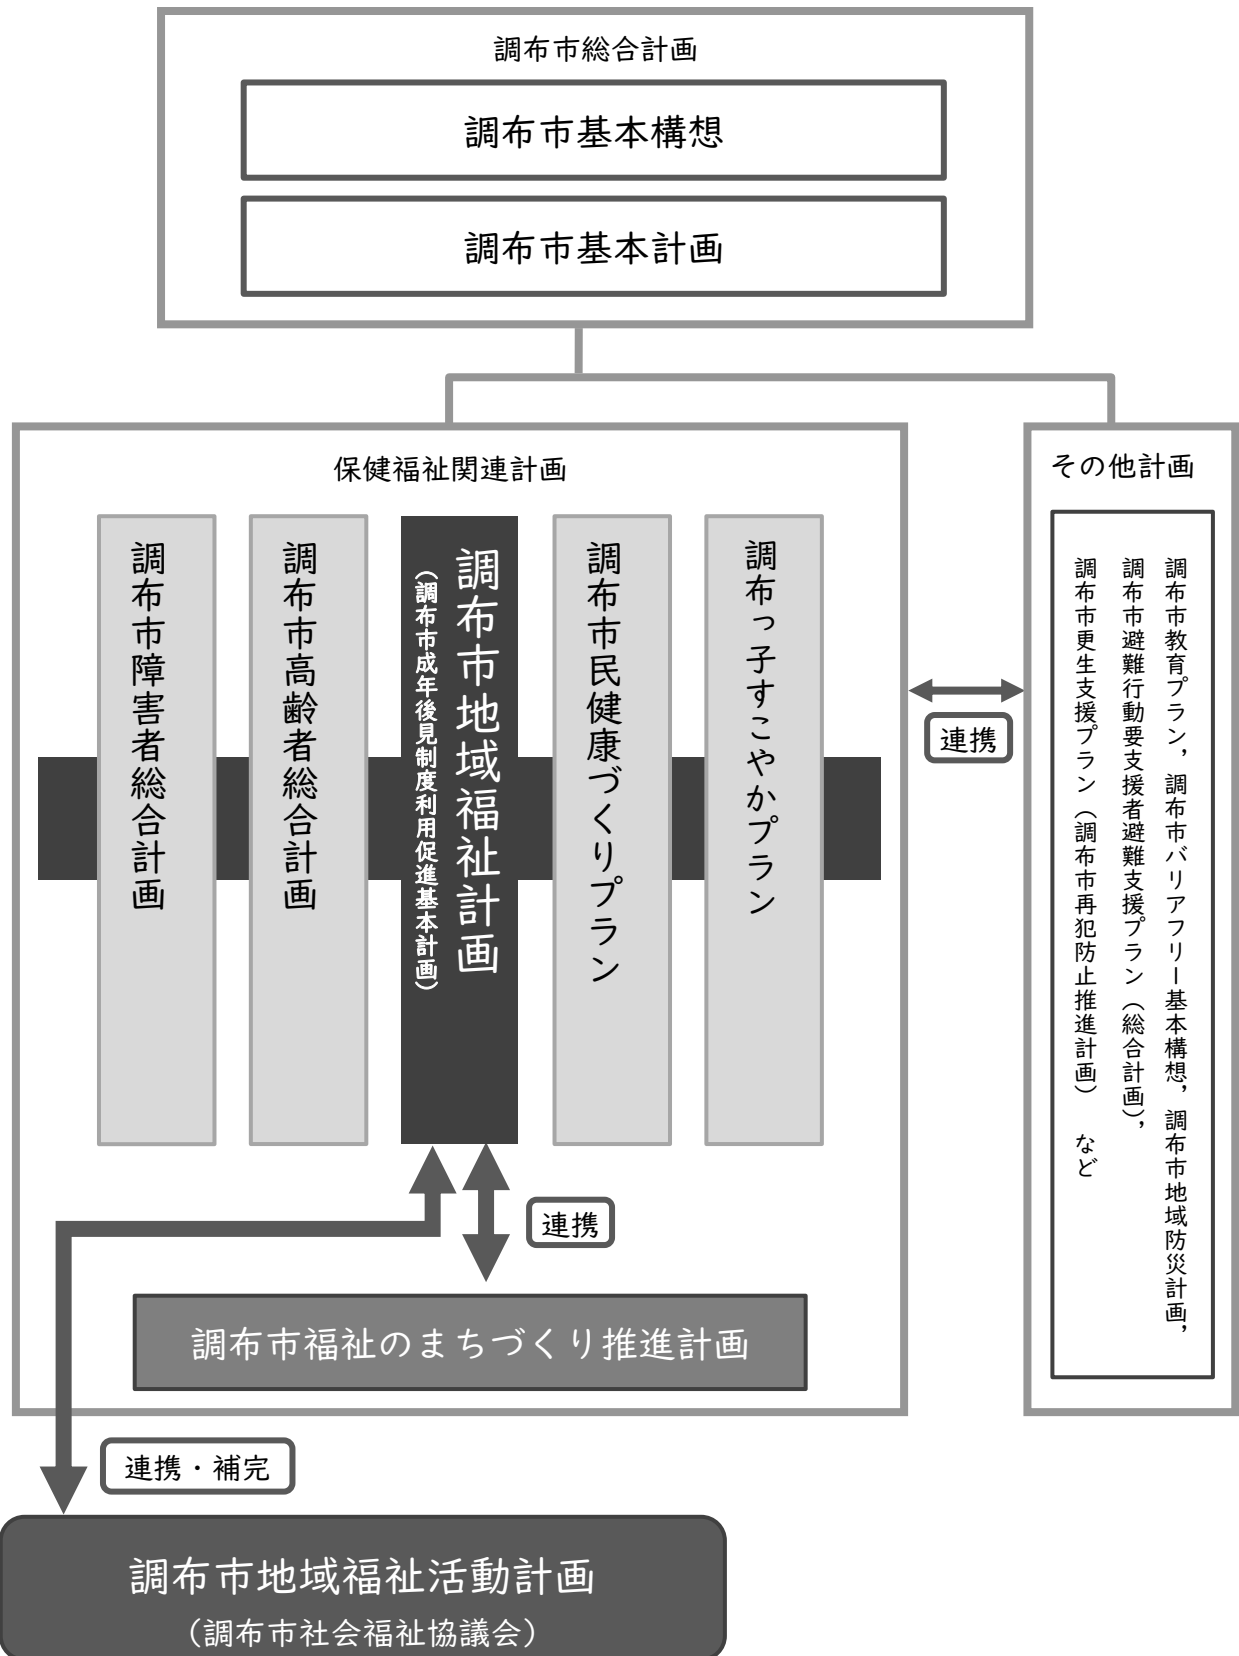 調布市総合計画
調布市基本構想
調布市基本計画
保健福祉関連計画
調布市障害者総合計画
調布市高齢者総合計画
調布市地域福祉計画
（調布市成年後見制度利用促進基本計画）
調布市民健康づくりプラン
調布っ子すこやかプラン
連携
調布市福祉のまちづくり推進計画
連携
その他計画
調布市教育プラン，調布市バリアフリー基本構想，調布市地域防災計画，
調布市避難行動要支援者避難支援プラン（総合計画），
調布市更生支援プラン（調布市再犯防止推進計画）　など
連携・補完
調布市地域福祉活動計画
（調布市社会福祉協議会）